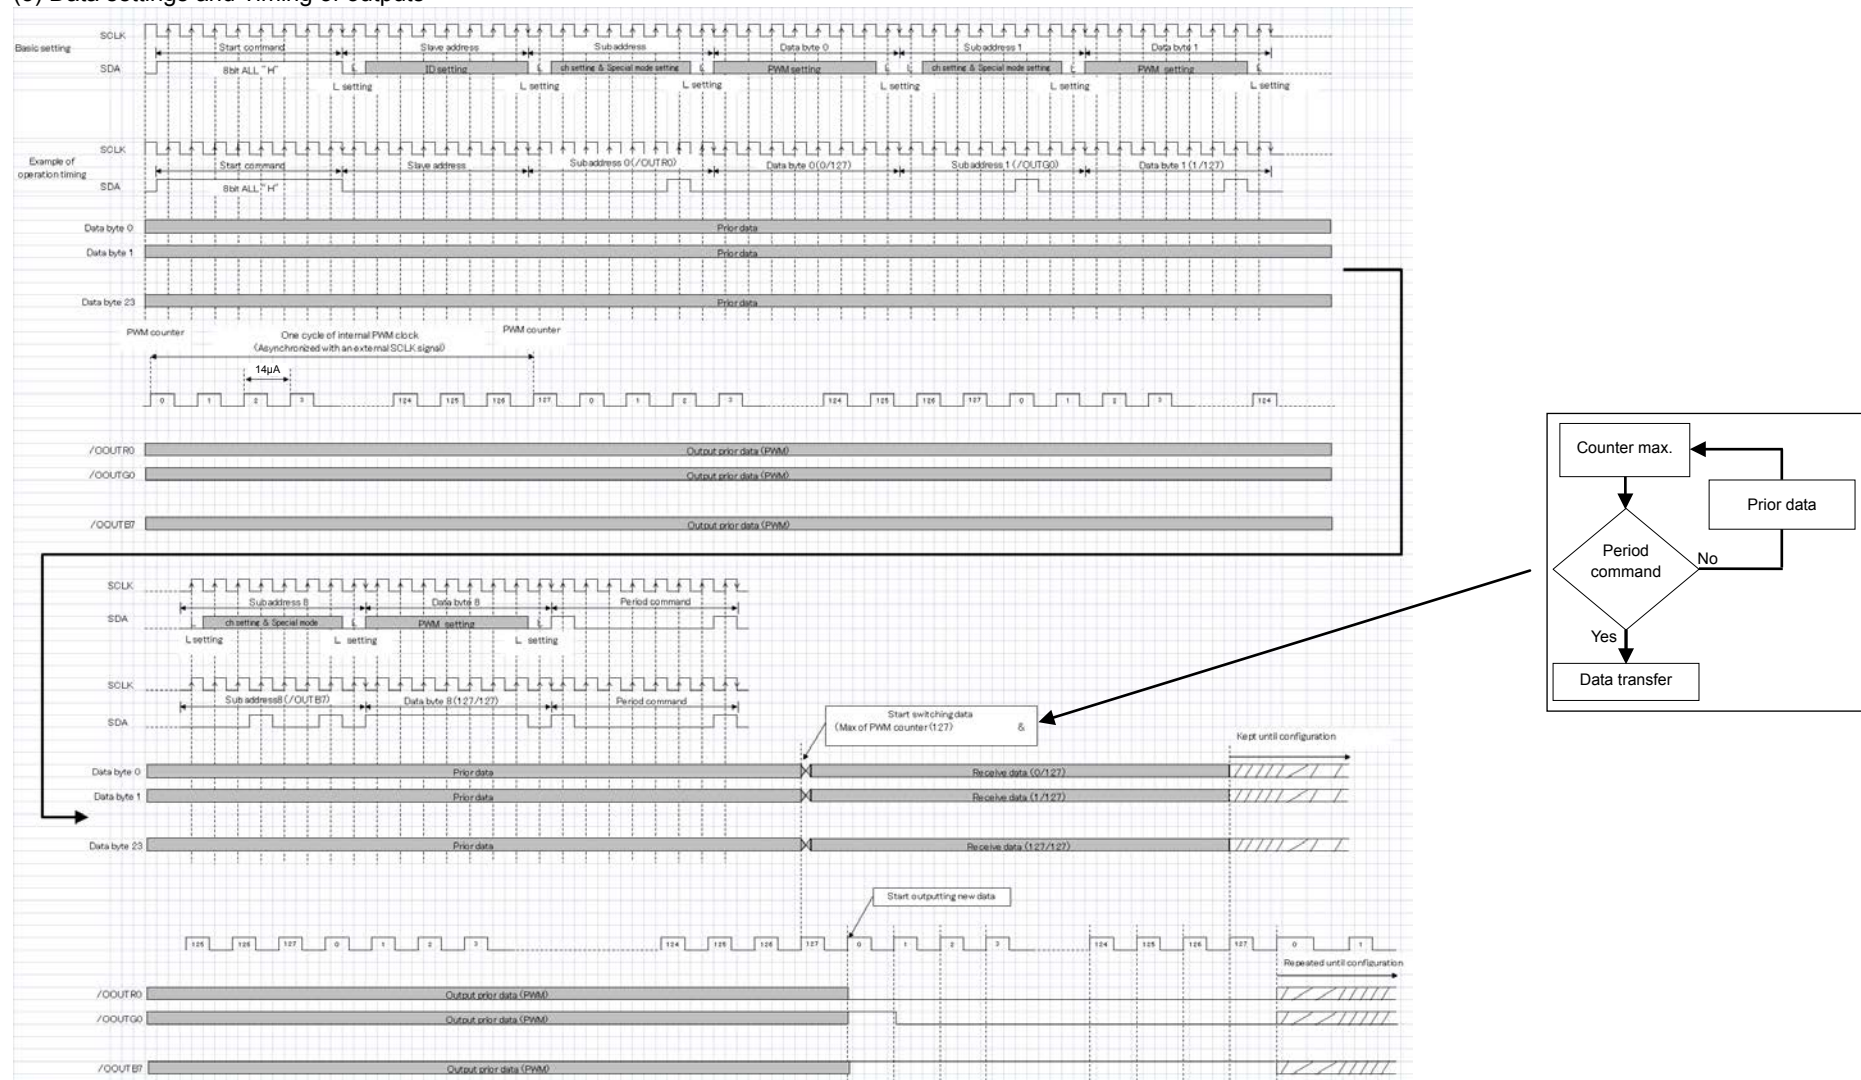 (3) Data settings and Timing of outputs
Basic setting
SCLK
Start command
Slave address
Sub address
Data byte 0
Sub address 1
Data byte 1
SDA
8bit ALL "H"
L
ID setting
L
ch setting & Special mode setting
L
PWM setting
L
L
ch setting & Special mode setting
L
PWM setting
L
L setting
L setting
L setting
L setting
L setting
L setting
Example of
operation timing
SCLK
Start command
Slave address
Sub address 0(/OUTR0)
Data byte 0(0/127)
Sub address 1 (/OUTG0)
Data byte 1 (1/127)
SDA
8bit ALL "H"
Data byte 0
Prior data
Data byte 1
Prior data
Data byte 23
Prior data
PWM counter
One cycle of internal PWM clock
(Asynchronized with an external SCLK signal)
PWM counter
14μA
0 1 2 3 124 125 126 127 0 1 2 3 124 125 126 127 0 1 2 3 124
/OOUTR0
Output prior data (PWM)
/OOUTG0
Output prior data (PWM)
/OOUTB7
Output prior data (PWM)
Counter max.
Prior data
Period
command
No
Yes
Data transfer
SCLK
Sub address 8
Data byte 8
Period command
SDA
L
ch setting & Special mode
L
PWM setting
L
L setting
L setting
L setting
SCLK
Sub address8 (/OUTB7)
Data byte 8 (127/127)
Period command
SDA
Start switching data
(Max of PWM counter(127) &
Kept until configuration
Data byte 0
Prior data
Receive data (0/127)
Data byte 1
Prior data
Receive data (1/127)
Data byte 23
Prior data
Receive data (127/127)
Start outputting new data
125 126 127 0 1 2 3 124 125 126 127 0 1 2 3 124 125 126 127 0 1
Repeated until configuration
/OOUTR0
Output prior data (PWM)
/OOUTG0
Output prior data (PWM)
/OOUTB7
Output prior data (PWM)